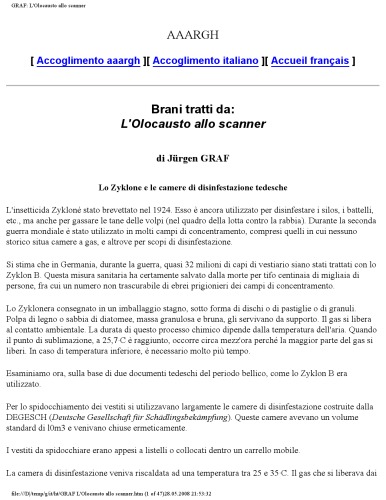 GRAF: L'Olocausto allo scanner
AAARGH
[ Accoglimento aaargh ][ Accoglimento italiano ][ Accueil français ]
Brani tratti da:
L'Olocausto allo scanner
di Jürgen GRAF
Lo Zyklone e le camere di disinfestazione tedesche
L'insetticida Zyklonè stato brevettato nel 1924. Esso è ancora utilizzato per disinfestare i silos, i battelli,
etc., ma anche per gassare le tane delle volpi (nel quadro della lotta contro la rabbia). Durante la seconda
guerra mondiale è stato utilizzato in molti campi di concentramento, compresi quelli in cui nessuno
storico situa camere a gas, e altrove per scopi di disinfestazione.
Si stima che in Germania, durante la guerra, quasi 32 milioni di capi di vestiario siano stati trattati con lo
Zyklon B. Questa misura sanitaria ha certamente salvato dalla morte per tifo centinaia di migliaia di
persone, fra cui un numero non trascurabile di ebrei prigionieri dei campi di concentramento.
Lo Zyklonera consegnato in un imballaggio stagno, sotto forma di dischi o di pastiglie o di granuli.
Polpa di legno o sabbia di diatomee, massa granulosa e bruna, gli servivano da supporto. Il gas si libera
al contatto ambientale. La durata di questo processo chimico dipende dalla temperatura dell'aria. Quando
il punto di sublimazione, a 25,7·C è raggiunto, occorre circa mezz'ora perché la maggior parte del gas si
liberi. In caso di temperatura inferiore, è necessario molto più tempo.
Esaminiamo ora, sulla base di due documenti tedeschi del periodo bellico, come lo Zyklon B era
utilizzato.
Per lo spidocchiamento dei vestiti si utilizzavano largamente le camere di disinfestazione costruite dalla
DEGESCH (Deutsche Gesellschaft für Schädlingsbekämpfung). Queste camere avevano un volume
standard di l0m3 e venivano chiuse ermeticamente.
I vestiti da spidocchiare erano appesi a listelli o collocati dentro un carrello mobile.
La camera di disinfestazione veniva riscaldata ad una temperatura tra 25 e 35·C. Il gas che si liberava dai
file:///D|/temp/g/it/ht/GRAF L'Olocausto allo scanner.htm (1 of 47)28.05.2008 21:53:32